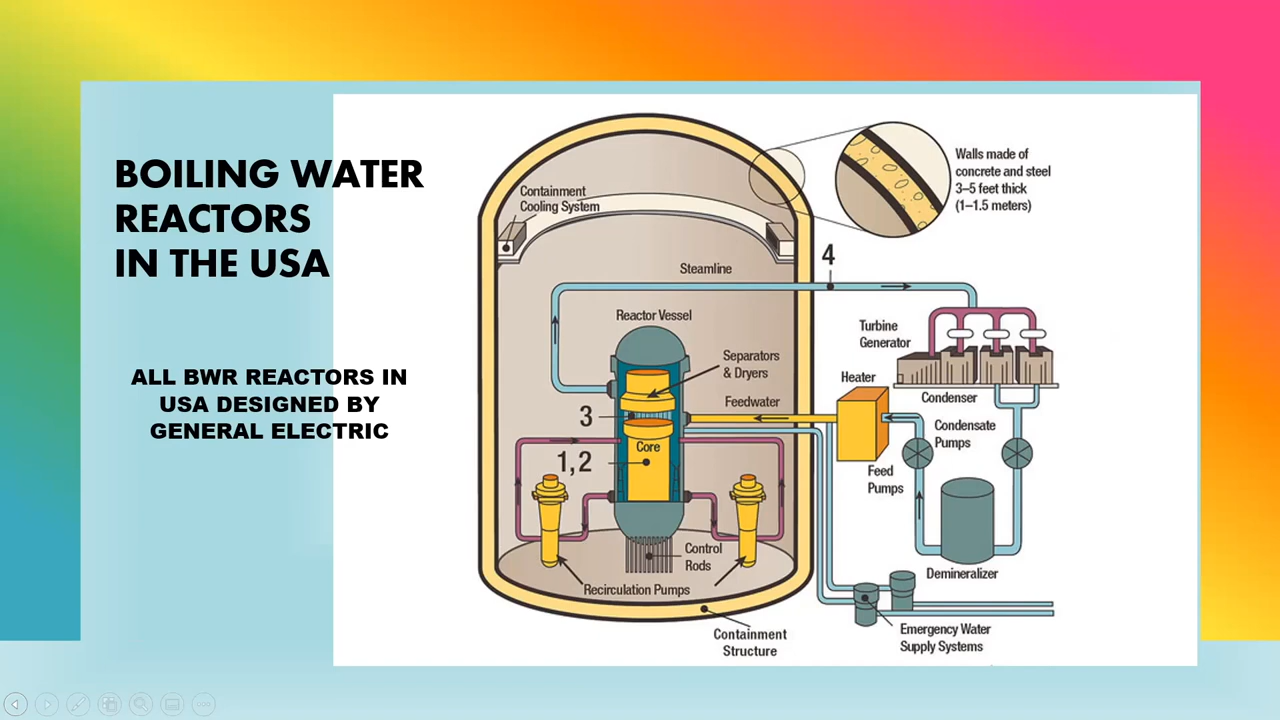 BOILING WATER
REACTORS
IN THE USA
ALL BWR REACTORS IN
USA DESIGNED BY
GENERAL ELECTRIC
Walls made of
concrete and steel
3–5 feet thick
(1–1.5 meters)
Containment
Cooling System
4
Steamline
Reactor Vessel
Turbine
Generator
Separators
& Dryers
Heater
Condenser
Feedwater
3
Condensate
Pumps
Core
1,2
Feed
Pumps
Control
Rods
Demineralizer
Recirculation Pumps
Emergency Water
Supply Systems
Containment
Structure